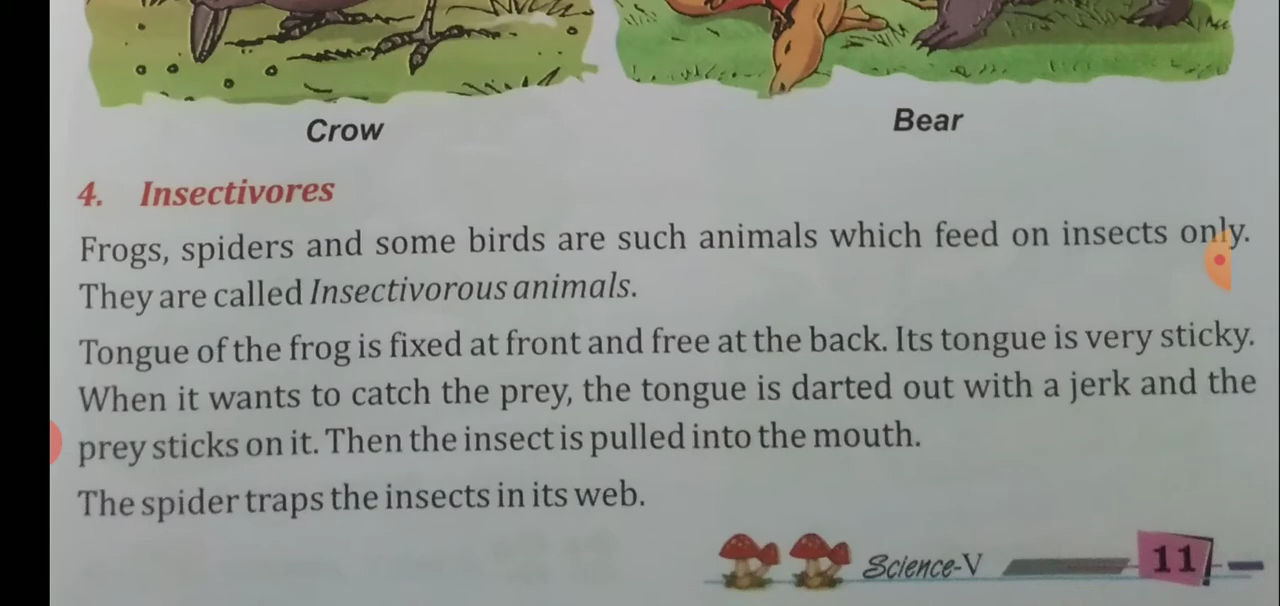 Crow
Bear
4. Insectivores
Frogs, spiders and some birds are such animals which feed on insects only.
They are called Insectivorous animals.
Tongue of the frog is fixed at front and free at the back. Its tongue is very sticky.
When it wants to catch the prey, the tongue is darted out with a jerk and the
prey sticks on it. Then the insect is pulled into the mouth.
The spider traps the insects in its web.
Science-V 11